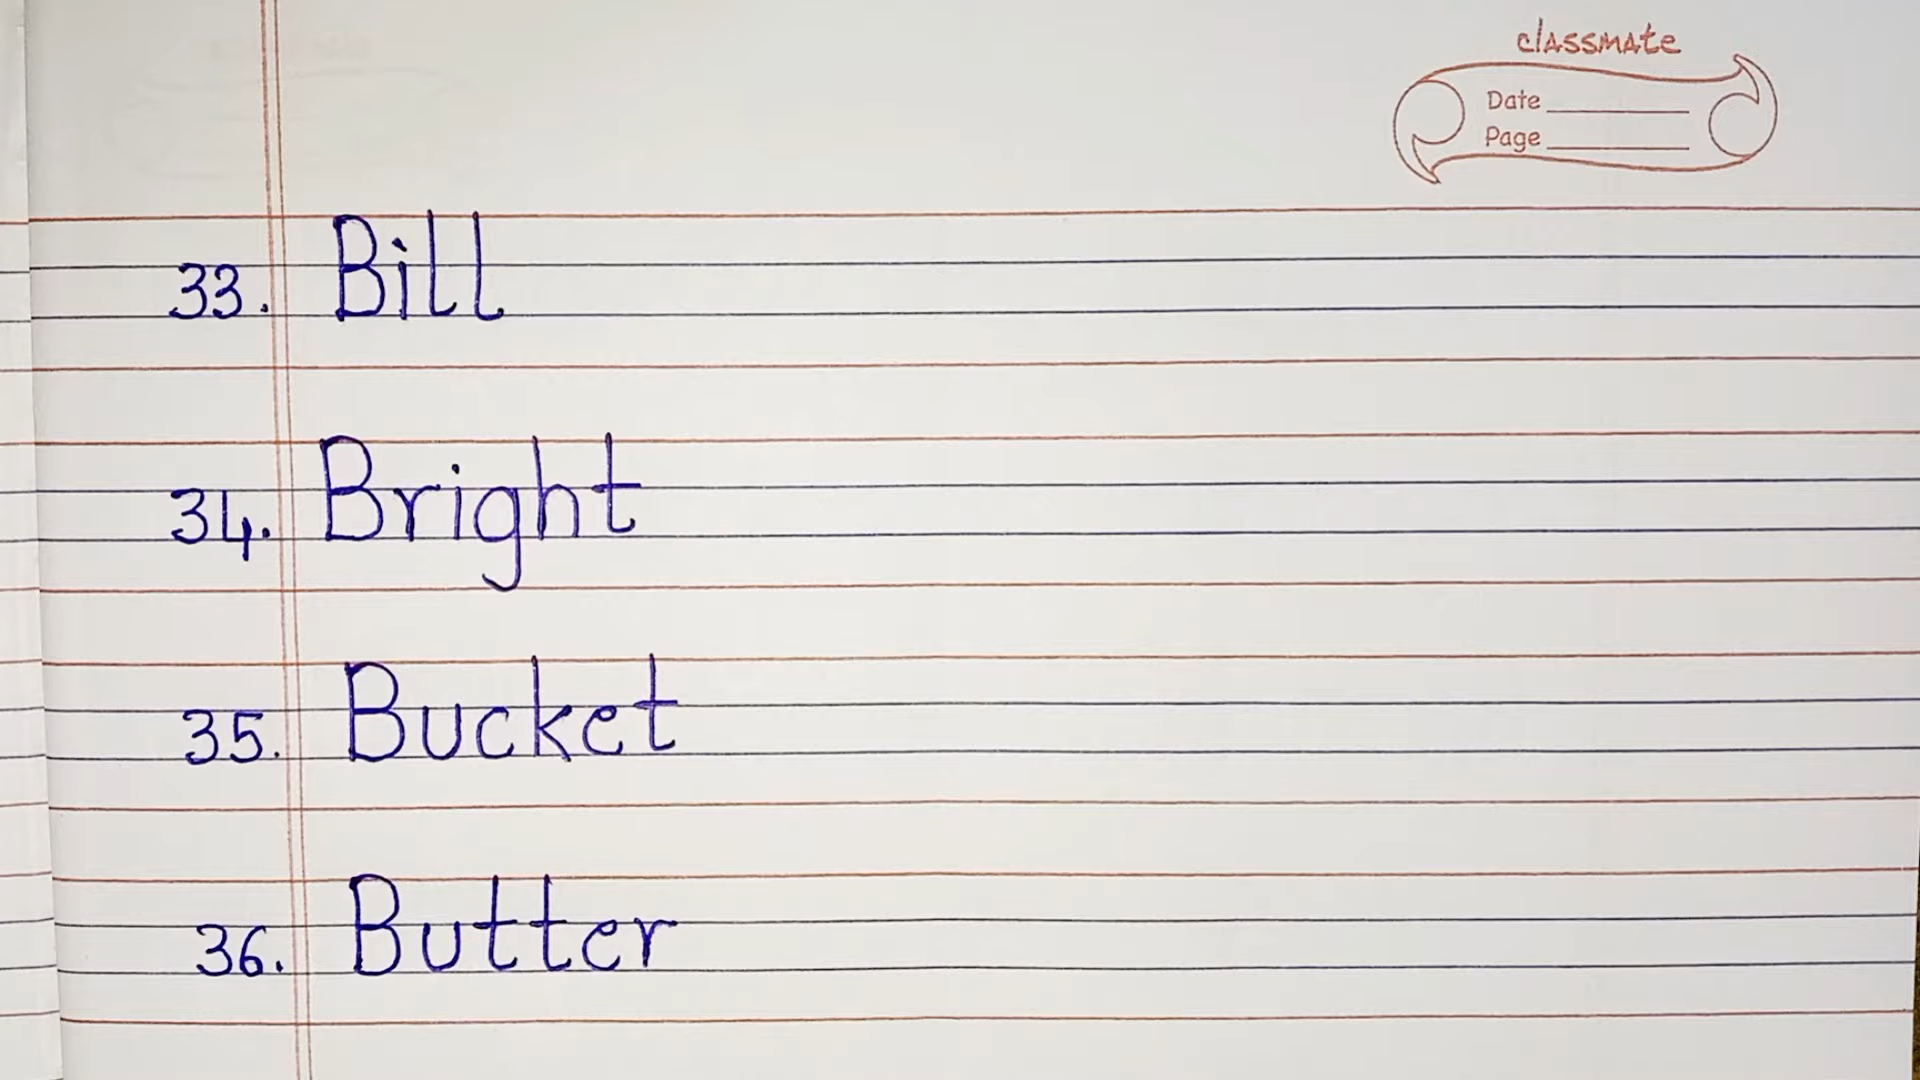 classmate
Date
Page
33. Bill
34. Bright
35. Bucket
36. Butter